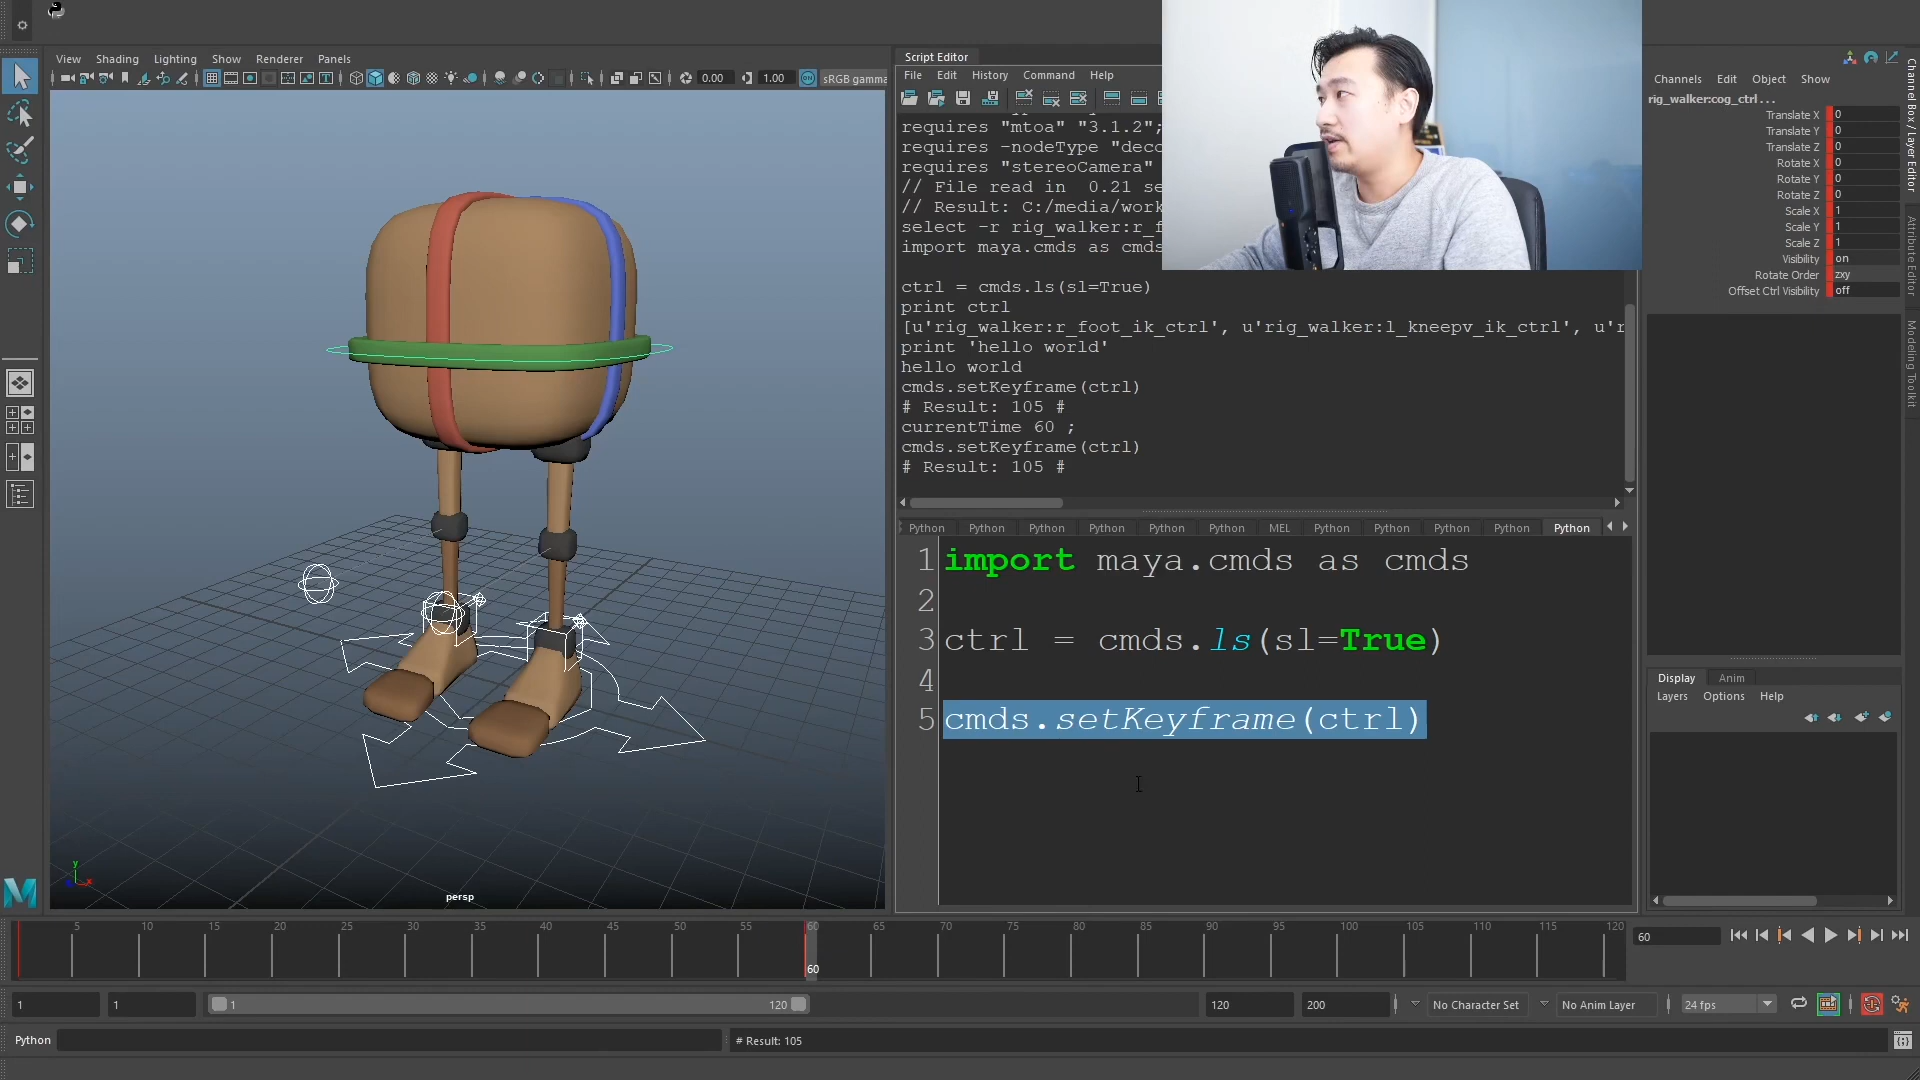 View Shading Lighting Show Renderer Panels
0.00 1.00 sRGB gamma
persp
y
x
Script Editor
File Edit History Command Help
requires "mtoa" "3.1.2";
requires -nodeType "deco
requires "stereoCamera"
// File read in 0.21 se
// Result: C:/media/work
select -r rig_walker:r_f
import maya.cmds as cmds
ctrl = cmds.ls(sl=True)
print ctrl
[u'rig_walker:r_foot_ik_ctrl', u'rig_walker:l_kneepv_ik_ctrl', u'r
print 'hello world'
hello world
cmds.setKeyframe(ctrl)
# Result: 105 #
currentTime 60 ;
cmds.setKeyframe(ctrl)
# Result: 105 #
Python Python Python Python Python Python MEL Python Python Python Python Python
1 import maya.cmds as cmds
2
3 ctrl = cmds.ls(sl=True)
4
5 cmds.setKeyframe(ctrl)
Channels Edit Object Show
rig_walker:cog_ctrl...
Translate X 0
Translate Y 0
Translate Z 0
Rotate X 0
Rotate Y 0
Rotate Z 0
Scale X 1
Scale Y 1
Scale Z 1
Visibility on
Rotate Order zxy
Offset Ctrl Visibility off
Channel Box / Layer Editor
Attribute Editor
Modeling Toolkit
Display Anim
Layers Options Help
5 10 15 20 25 30 35 40 45 50 55 60 65 70 75 80 85 90 95 100 105 110 115 120
60
60
1 1 1 120 120 200 No Character Set No Anim Layer 24 fps
Python # Result: 105